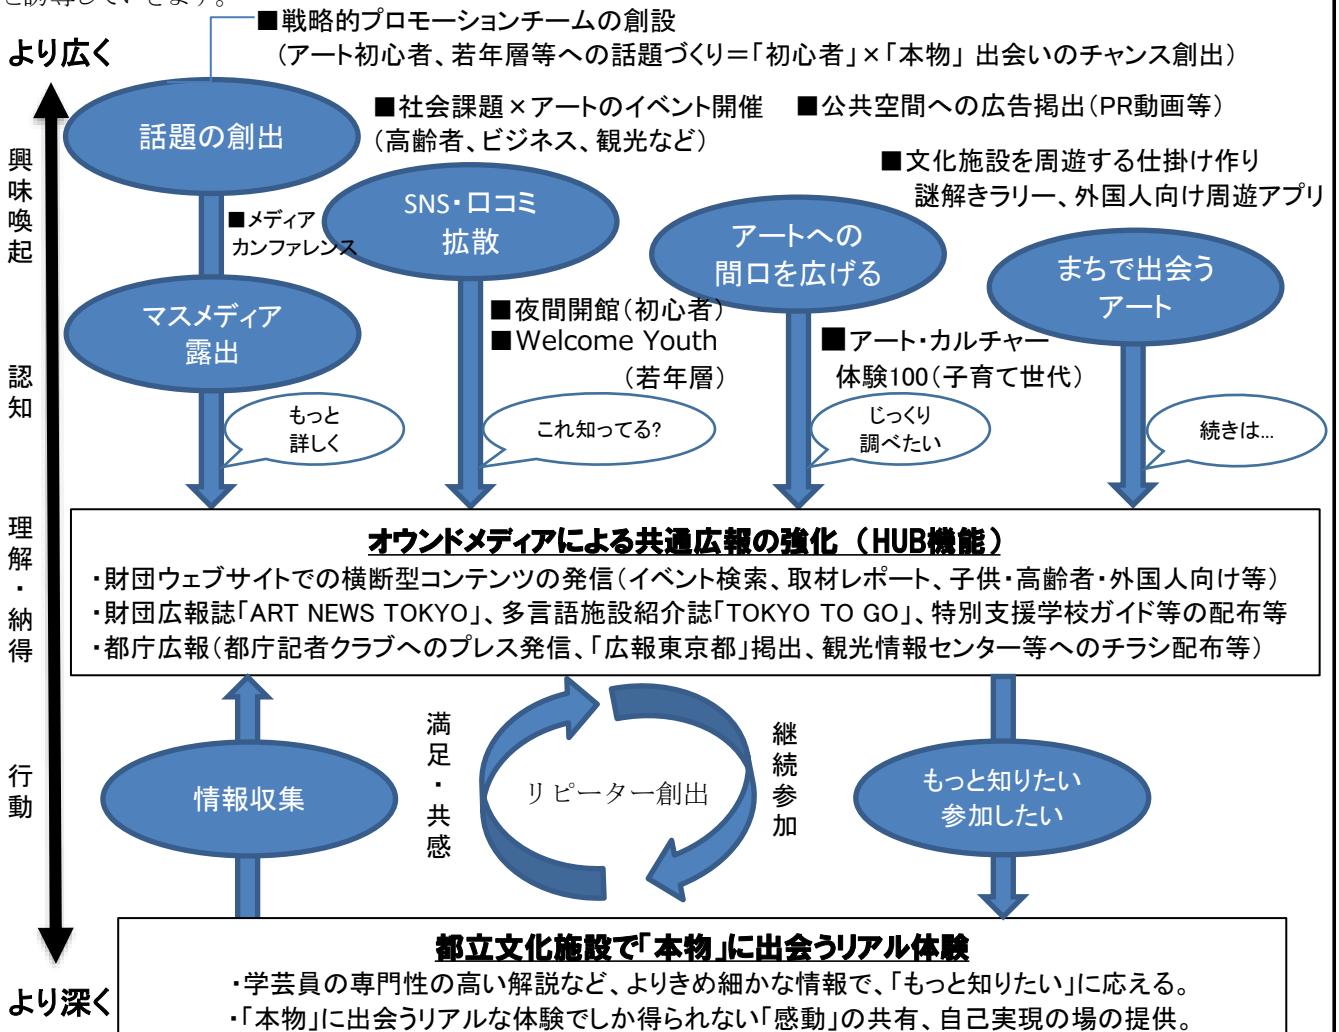 と誘導していきます。
■戦略的プロモーションチームの創設
より広く
(アート初心者、若年層等への話題づくり＝「初心者」×「本物」 出会いのチャンス創出)
■社会課題×アートのイベント開催
(高齢者、ビジネス、観光など)
■公共空間への広告掲出(PR動画等)
話題の創出
■文化施設を周遊する仕掛け作り
謎解きラリー、外国人向け周遊アプリ
興味喚起
■メディア
カンファレンス
SNS・口コミ
拡散
アートへの
間口を広げる
まちで出会う
アート
マスメディア
露出
■夜間開館(初心者)
■Welcome Youth
(若年層)
■アート・カルチャー
体験100(子育て世代)
認知
もっと
詳しく
これ知ってる?
じっくり
調べたい
続きは…
理解・納得
オウンドメディアによる共通広報の強化 （HUB機能）
・財団ウェブサイトでの横断型コンテンツの発信(イベント検索、取材レポート、子供・高齢者・外国人向け等)
・財団広報誌「ART NEWS TOKYO」、多言語施設紹介誌「TOKYO TO GO」、特別支援学校ガイド等の配布等
・都庁広報(都庁記者クラブへのプレス発信、「広報東京都」掲出、観光情報センター等へのチラシ配布等)
行動
情報収集
満足・共感
リピーター創出
継続参加
もっと知りたい
参加したい
都立文化施設で「本物」に出会うリアル体験
・学芸員の専門性の高い解説など、よりきめ細かな情報で、「もっと知りたい」に応える。
より深く
・「本物」に出会うリアルな体験でしか得られない「感動」の共有、自己実現の場の提供。